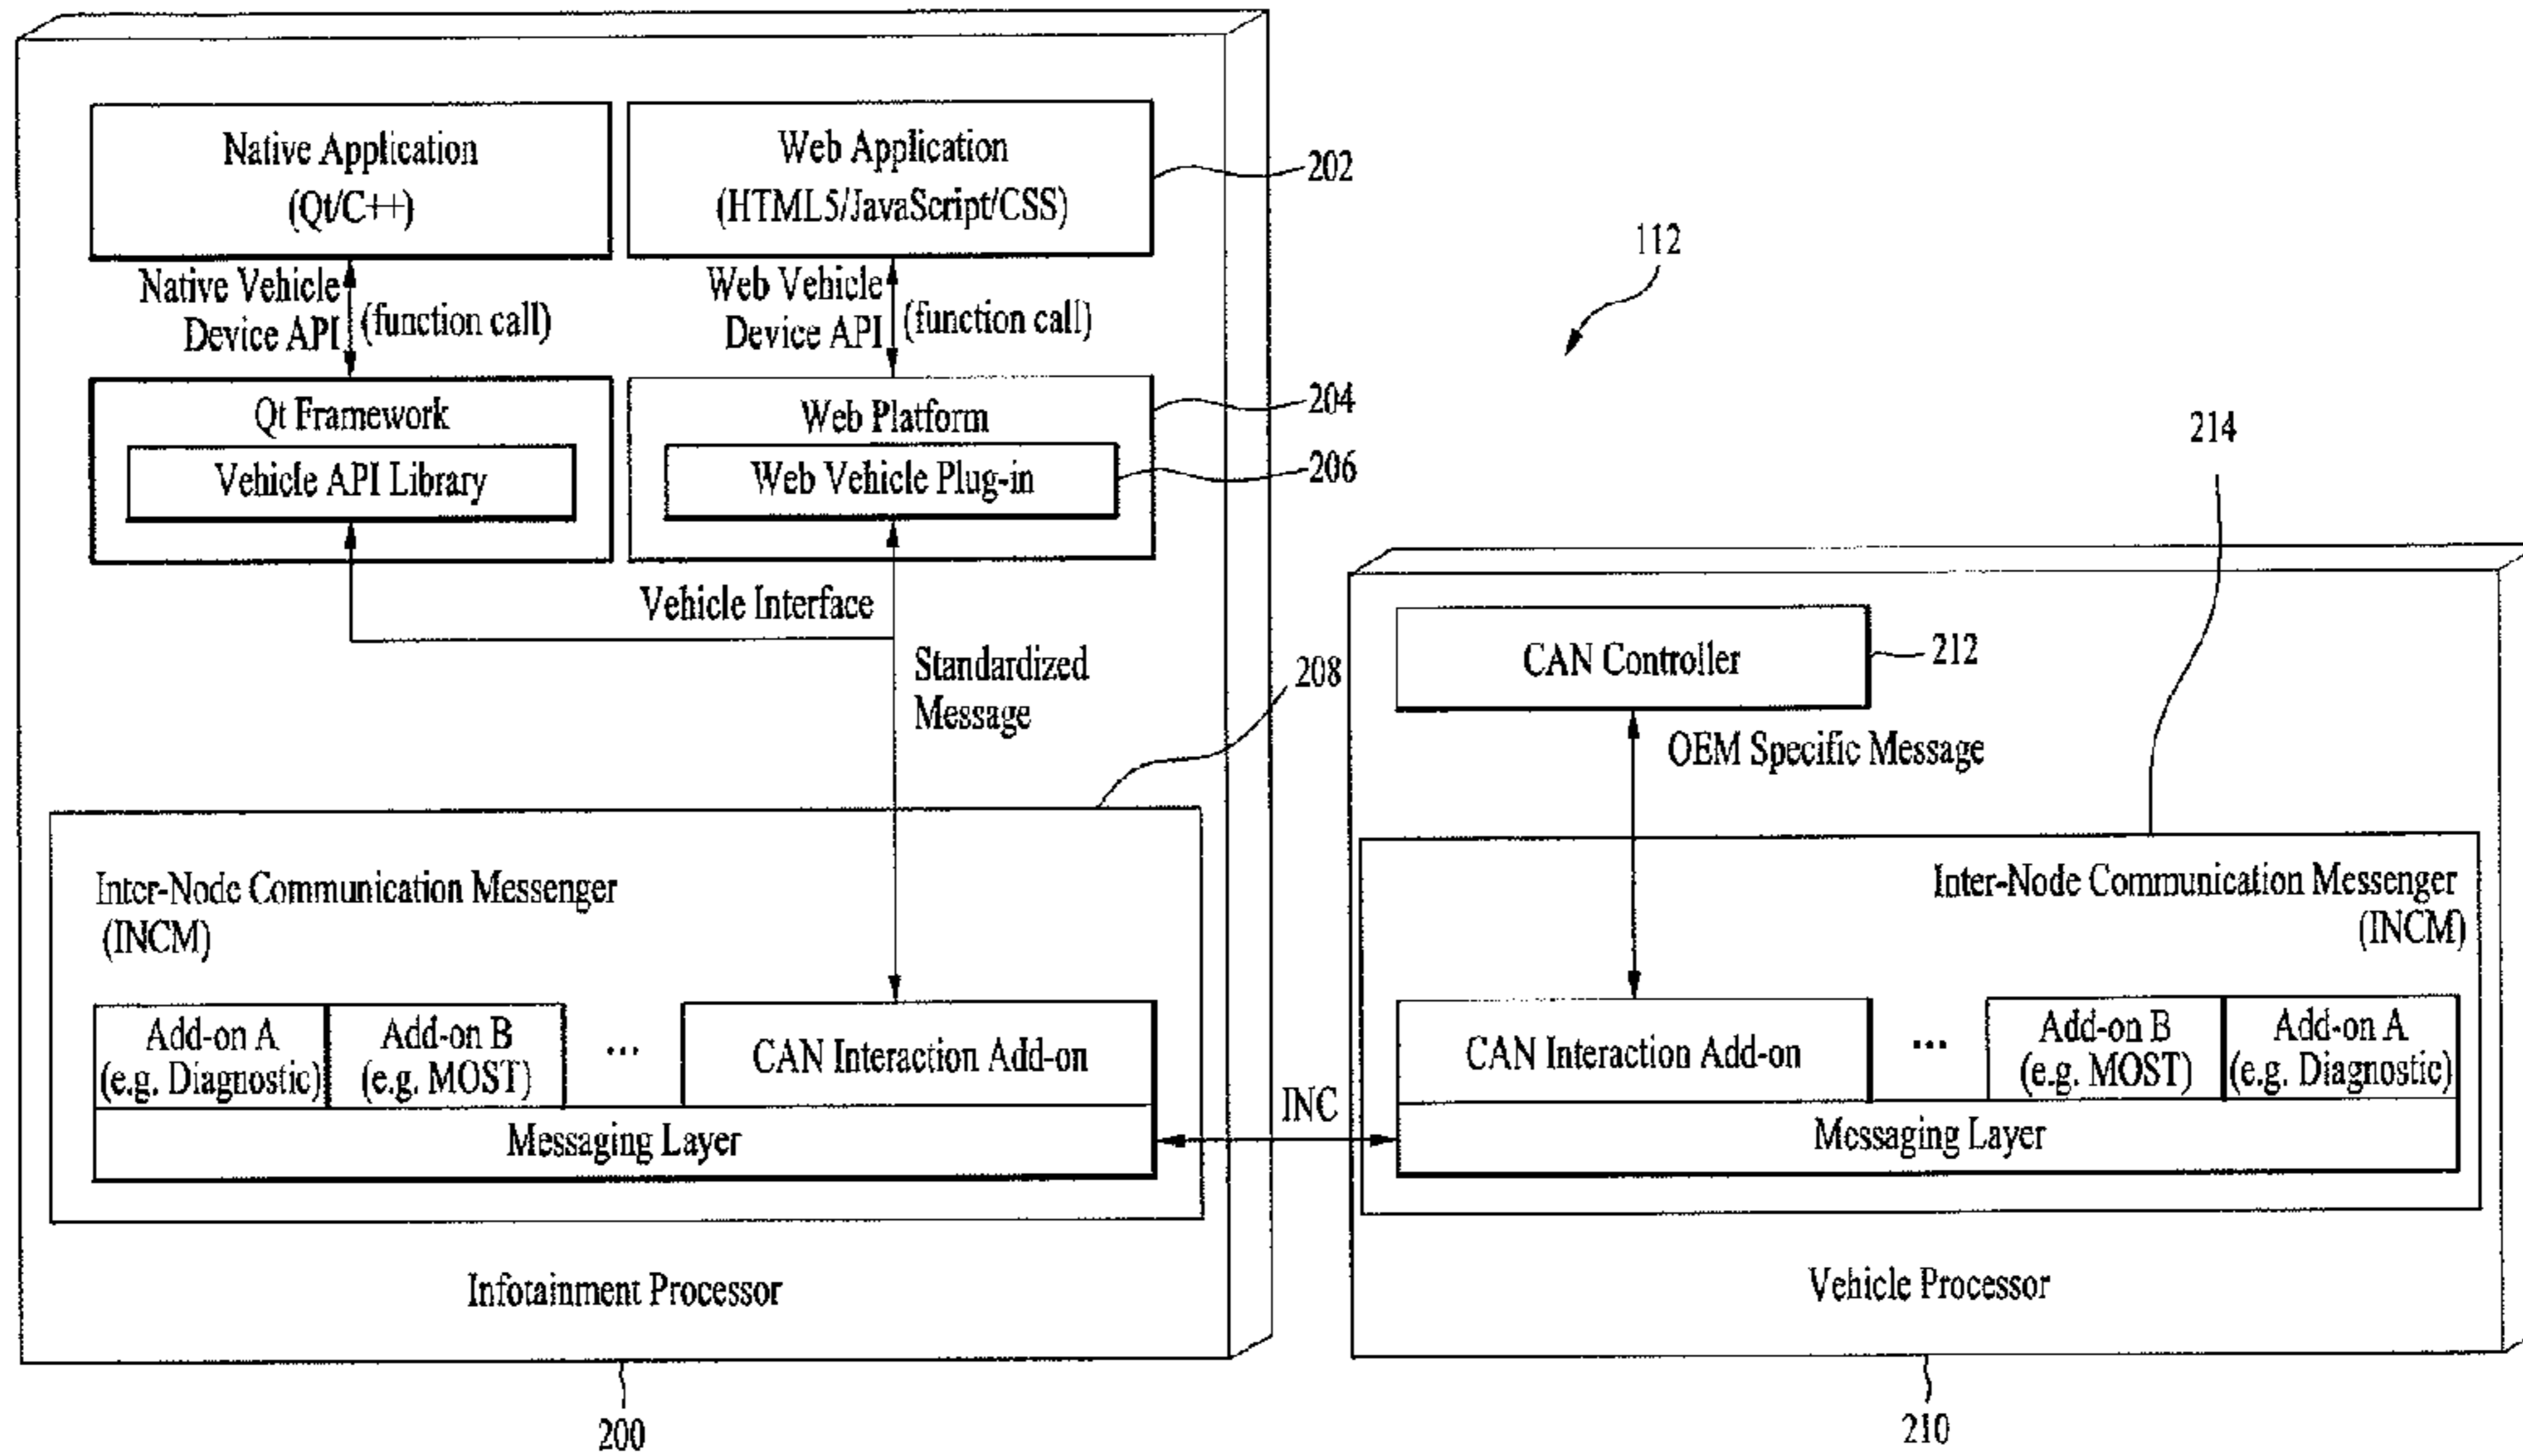 Native Application
(Qt/C++)
Web Application
(HTML5/JavaScript/CSS)
202
Native Vehicle
Device API
(function call)
Web Vehicle
Device API
(function call)
112
Qt Framework
Vehicle API Library
Web Platform
Web Vehicle Plug-in
204
206
214
Vehicle Interface
Standardized
Message
208
CAN Controller
212
OEM Specific Message
Inter-Node Communication Messenger
(INCM)
Inter-Node Communication Messenger
(INCM)
Add-on A
(e.g. Diagnostic)
Add-on B
(e.g. MOST)
...
CAN Interaction Add-on
Messaging Layer
INC
CAN Interaction Add-on
...
Add-on B
(e.g. MOST)
Add-on A
(e.g. Diagnostic)
Messaging Layer
Infotainment Processor
Vehicle Processor
200
210